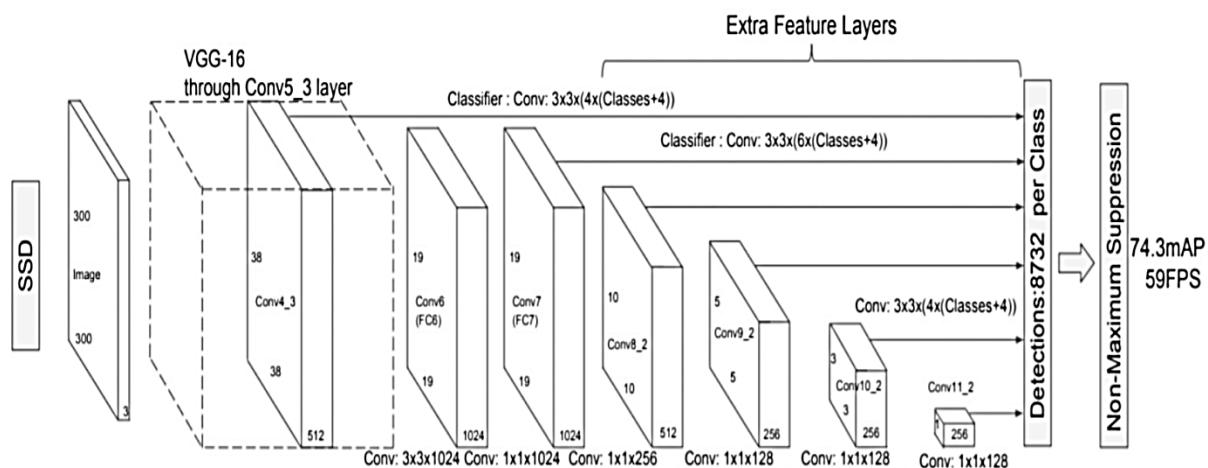 Extra Feature Layers
VGG-16
through Conv5_3 layer
Classifier : Conv: 3x3x(4x(Classes+4))
Classifier : Conv: 3x3x(6x(Classes+4))
SSD
300
Image
300
3
38
Conv4_3
38
512
19
Conv6
(FC6)
19
1024
19
Conv7
(FC7)
19
1024
10
Conv8_2
10
512
5
Conv9_2
5
256
Conv: 3x3x(4x(Classes+4))
3
Conv10_2
3
256
Conv11_2
1
256
Detections:8732 per Class
Non-Maximum Suppression
74.3mAP
59FPS
Conv: 3x3x1024
Conv: 1x1x1024
Conv: 1x1x256
Conv: 1x1x128
Conv: 1x1x128
Conv: 1x1x128